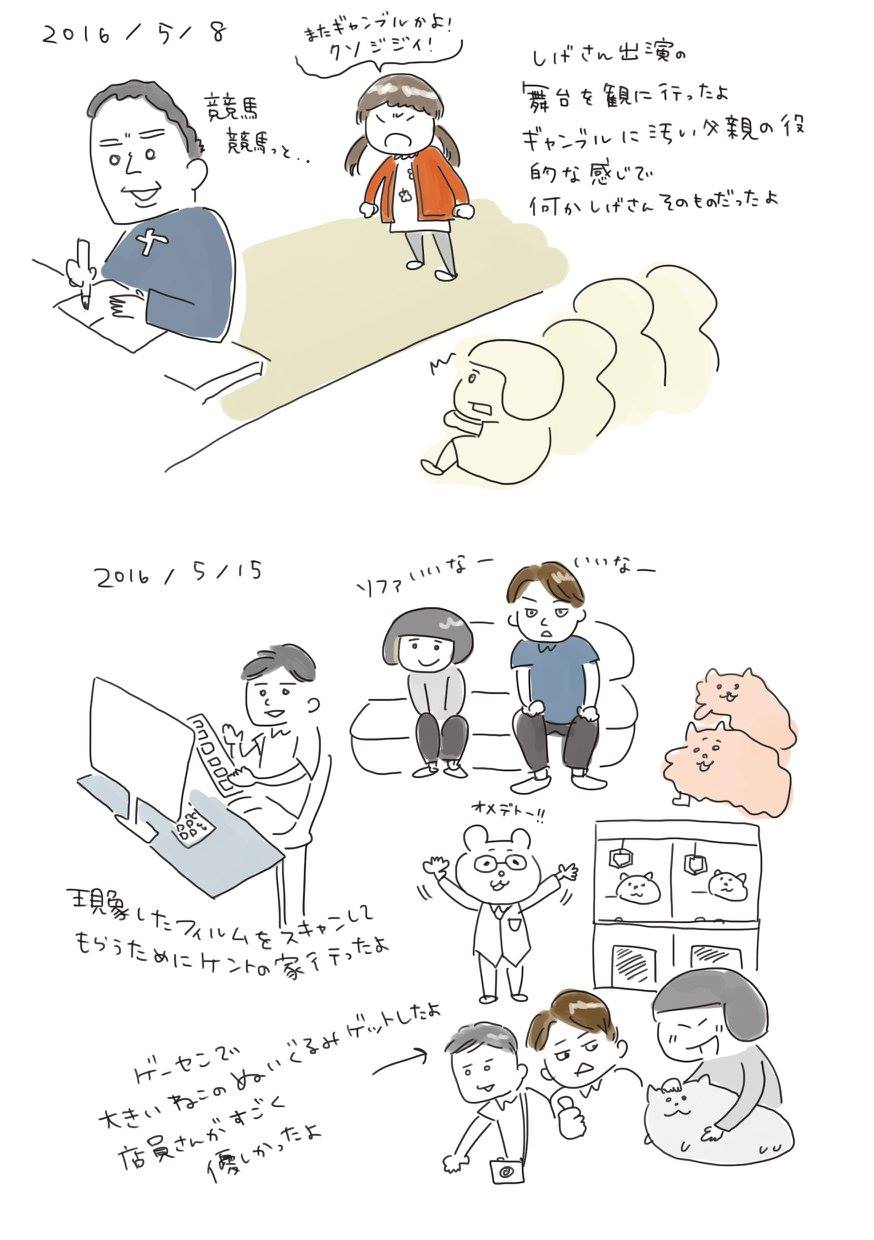 2016/5/8
またギャンブルかよ!
クソジジイ!
競馬
競馬っと..
しげさん出演の
舞台を観に行ったよ
ギャンブルに汚い父親の役
的な感じで
何かしげさんそのものだったよ
2016/5/15
ソファいいなー
いいなー
オメデトー!!
現象したフィルムをスキャンして
もらうためにケントの家行ったよ
ゲーセンで
大きいねこのぬいぐるみゲットしたよ
店員さんがすごく
優しかったよ